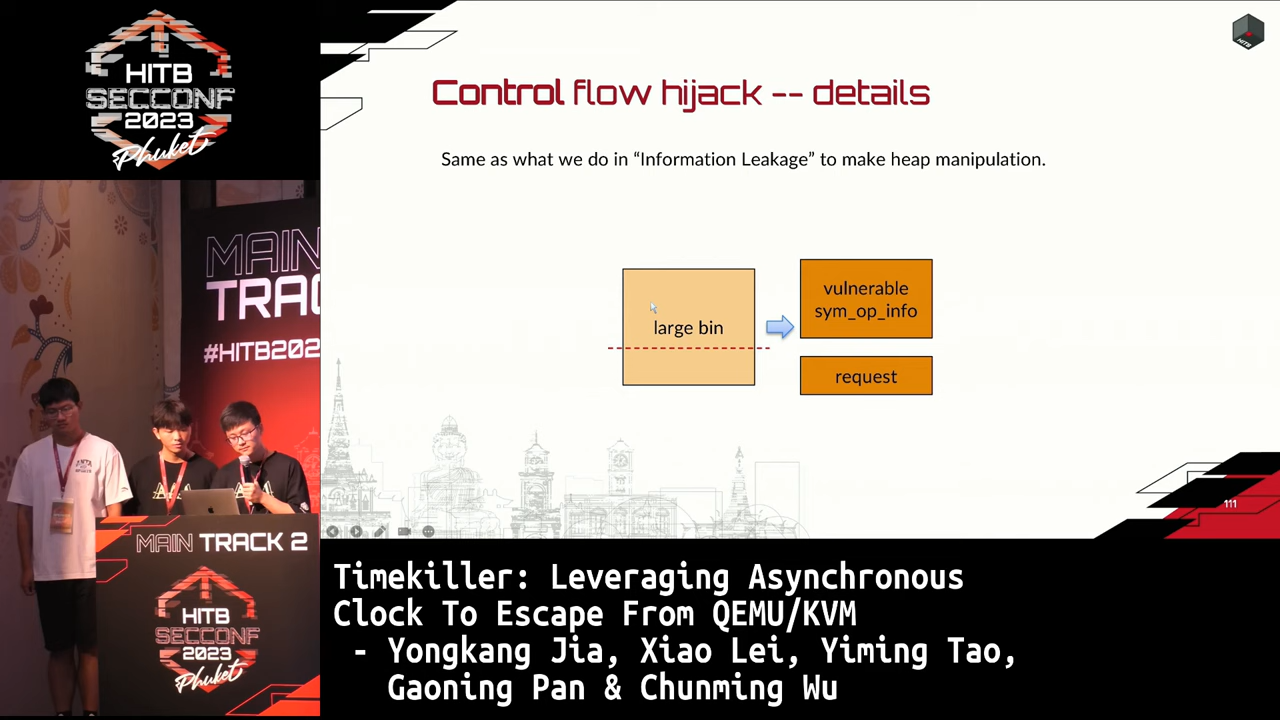 HITB
SECCONF
2023
Phuket
HITB
Control flow hijack -- details
Same as what we do in “Information Leakage” to make heap manipulation.
large bin
vulnerable
sym_op_info
request
111
MAIN
TRAC
#HITB202
MAIN TRACK 2
HITB
SECCONF
2023
Phuket
Timekiller: Leveraging Asynchronous
Clock To Escape From QEMU/KVM
- Yongkang Jia, Xiao Lei, Yiming Tao,
Gaoning Pan & Chunming Wu